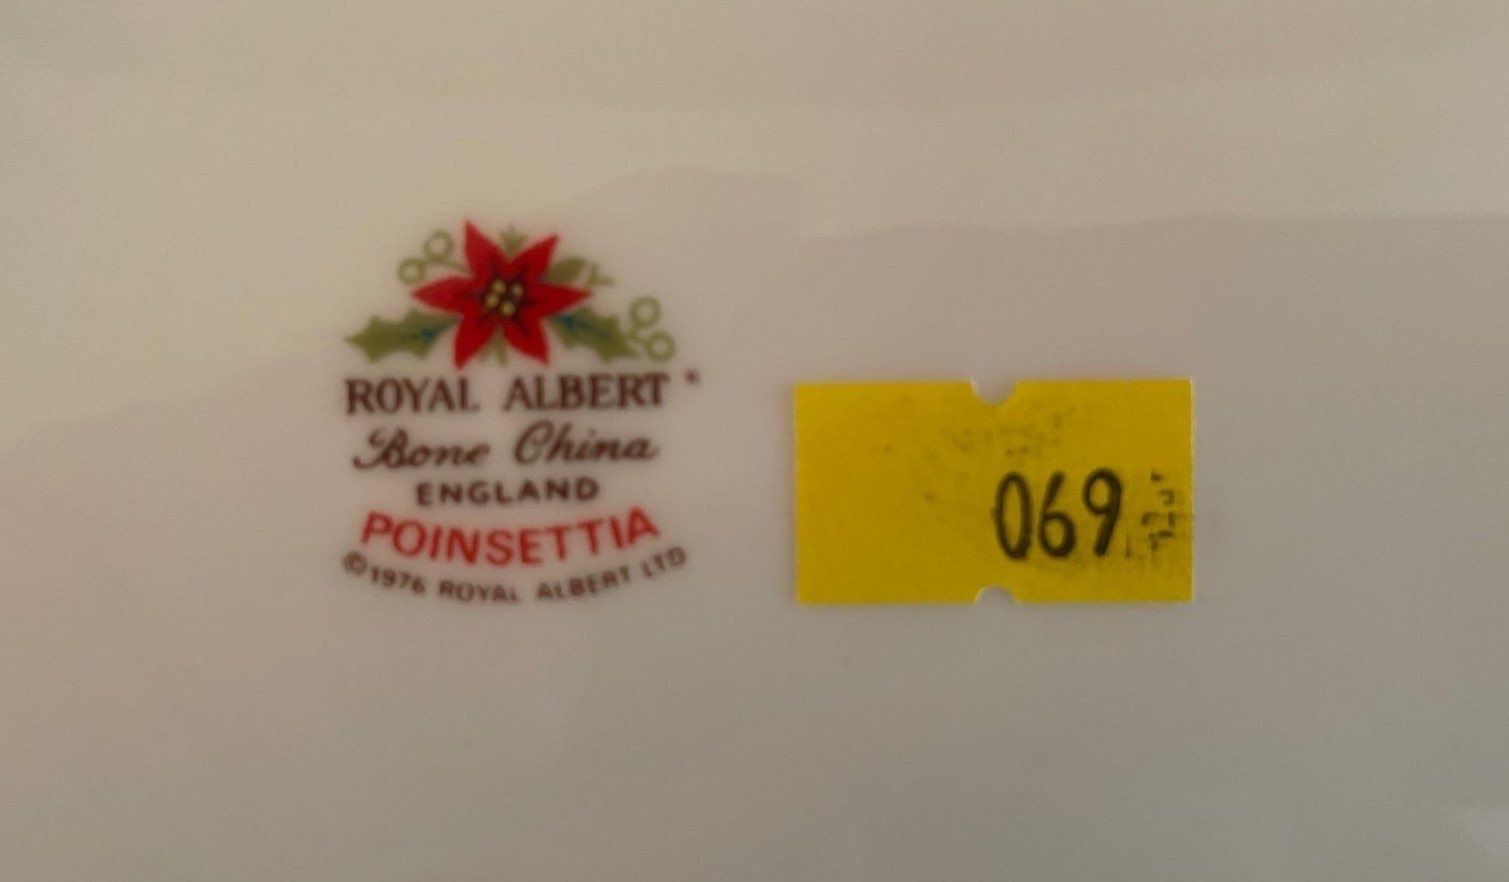 ROYAL ALBERT
Bone China
ENGLAND
POINSETTIA
©1976 ROYAL ALBERT LTD
069